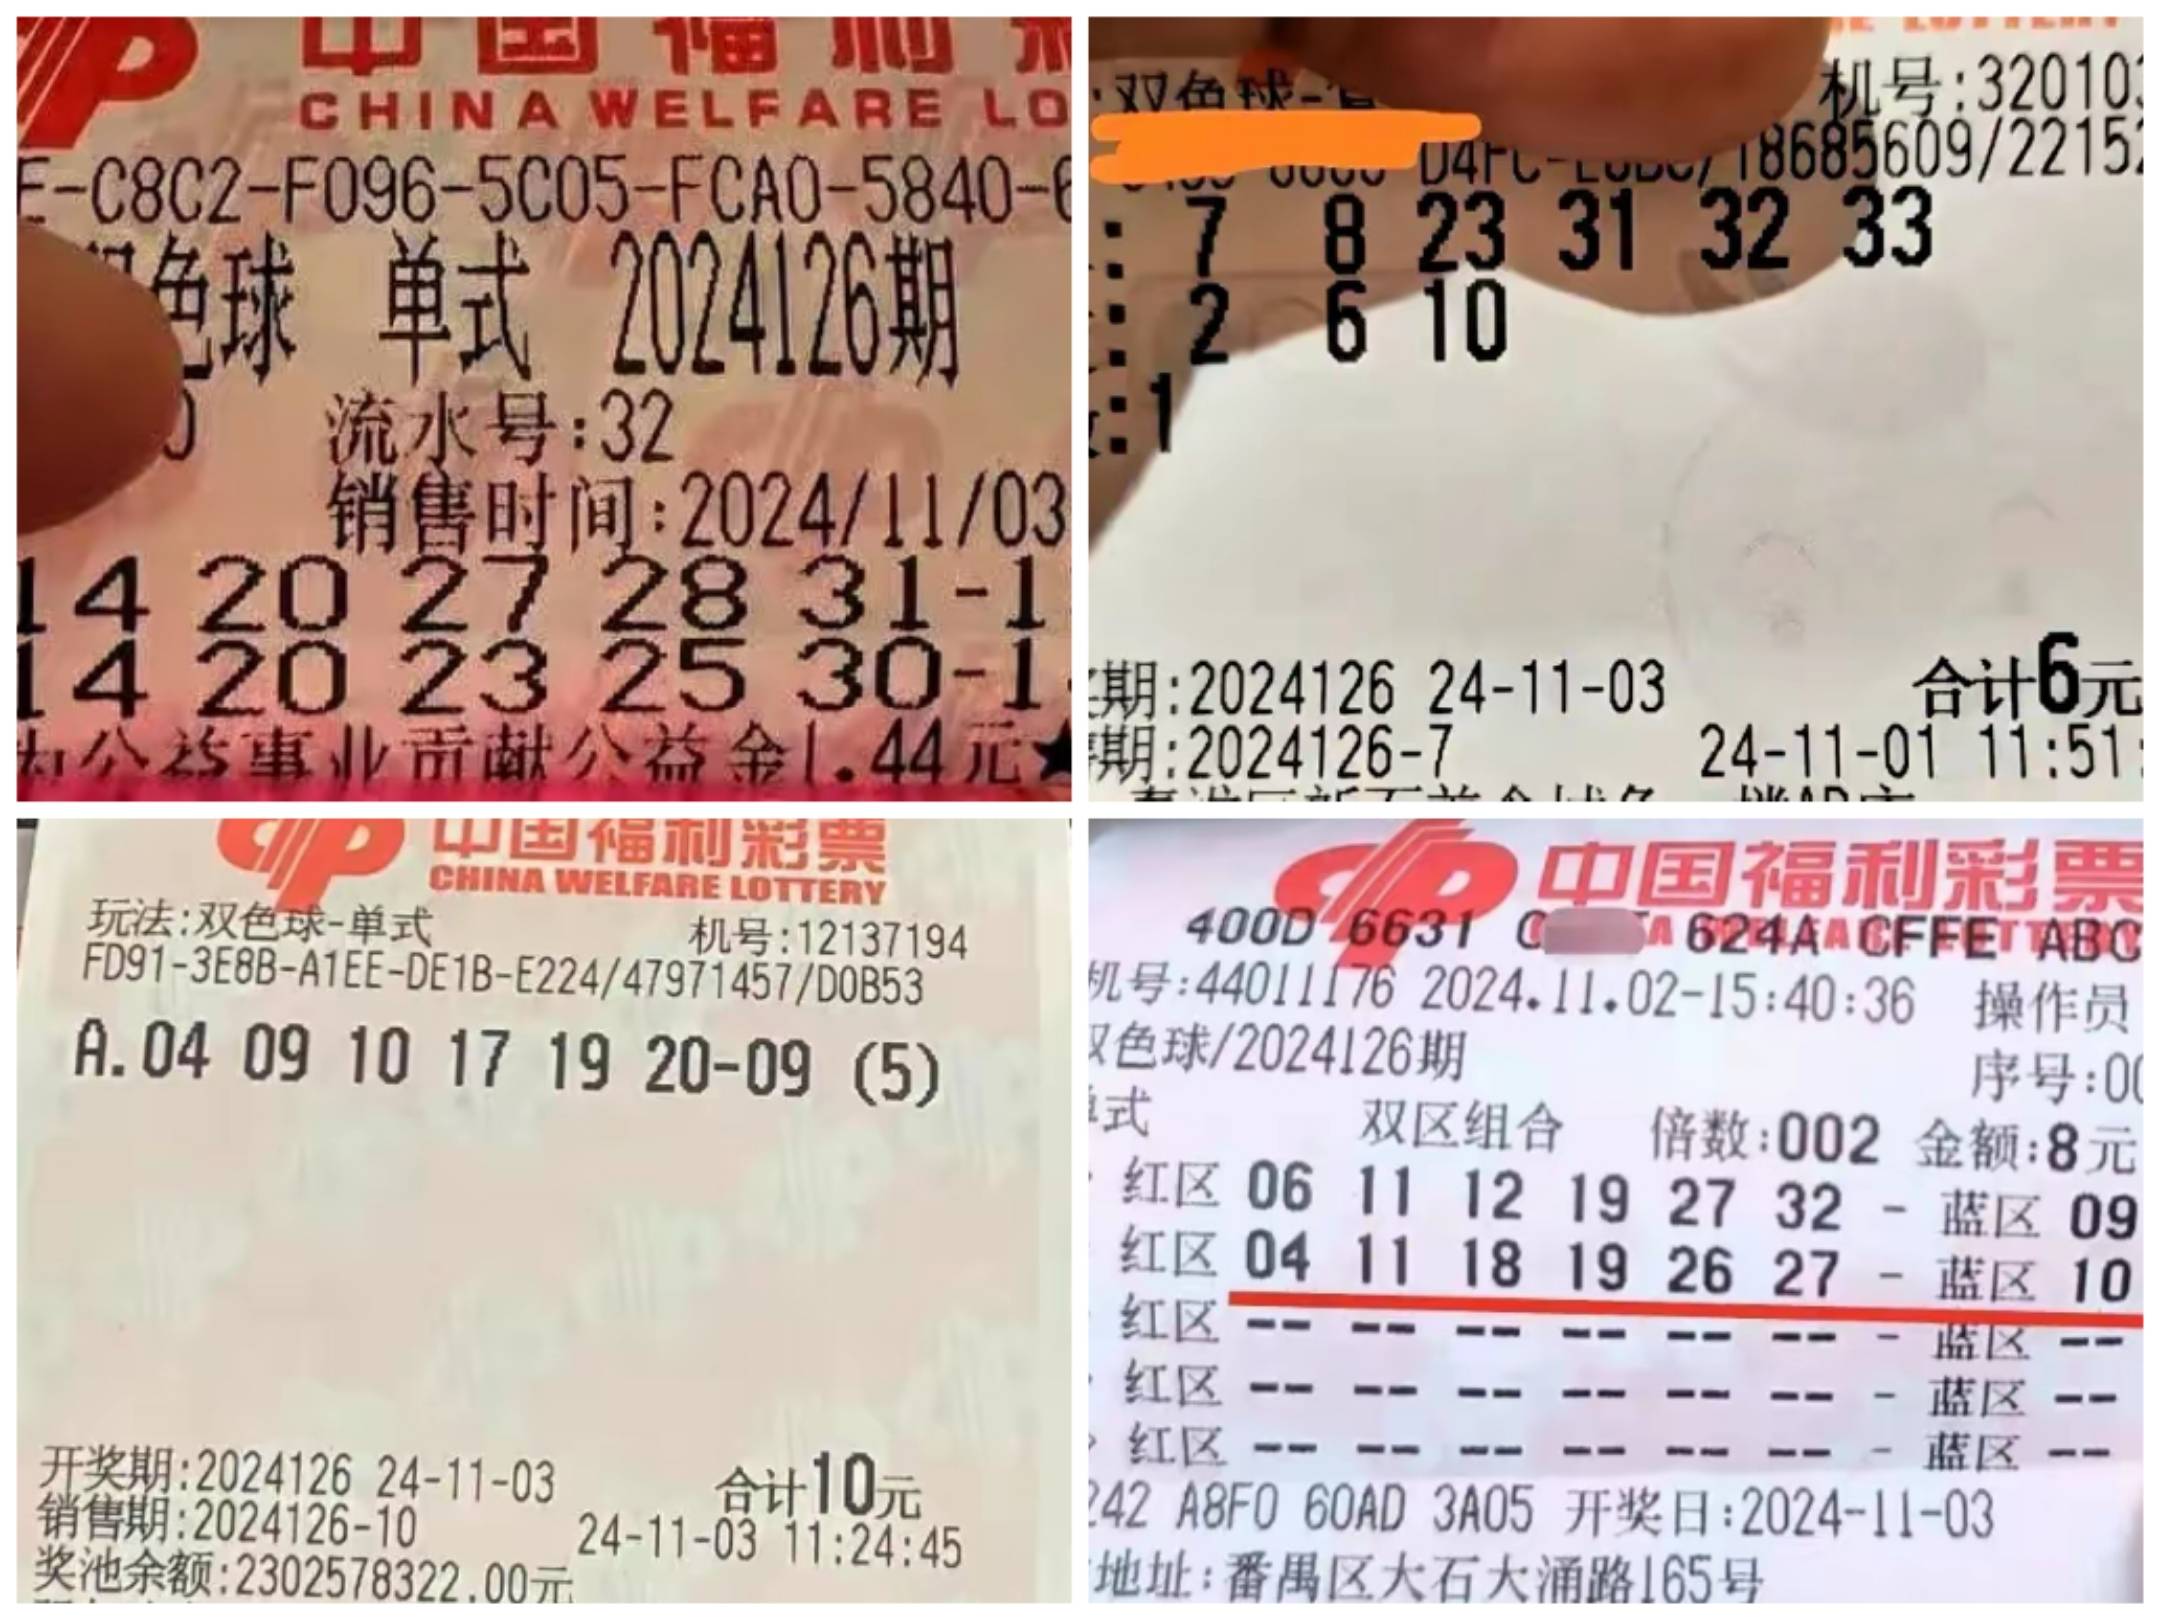 中国福利
CHINA WELFARE LO
E-C8C2-F096-5C05-FCA0-5840-6
色球 单式 2024126期
流水号:32
销售时间:2024/11/03
14 20 27 28 31-1
14 20 23 25 30-1
为公益事业贡献公益金1.44元★
:双色球-
机号:320103
D4FC-E0BC/18685609/22152
: 7 8 23 31 32 33
: 2 6 10
:1
期:2024126 24-11-03 合计6元
期:2024126-7 24-11-01 11:51:
中国福利彩票
CHINA WELFARE LOTTERY
玩法:双色球-单式 机号:12137194
FD91-3E8B-A1EE-DE1B-E224/47971457/D0B53
A.04 09 10 17 19 20-09 (5)
开奖期:2024126 24-11-03 合计10元
销售期:2024126-10 24-11-03 11:24:45
奖池余额:2302578322.00元
中国福利彩票
400D 6631 C 624A CFFE ABC
机号:44011176 2024.11.02-15:40:36 操作员
双色球/2024126期 序号:00
单式 双区组合 倍数:002 金额:8元
红区 06 11 12 19 27 32 - 蓝区 09
红区 04 11 18 19 26 27 - 蓝区 10
红区 -- -- -- -- -- -- - 蓝区 --
红区 -- -- -- -- -- -- - 蓝区 --
红区 -- -- -- -- -- -- - 蓝区 --
242 A8F0 60AD 3A05 开奖日:2024-11-03
地址:番禺区大石大涌路165号